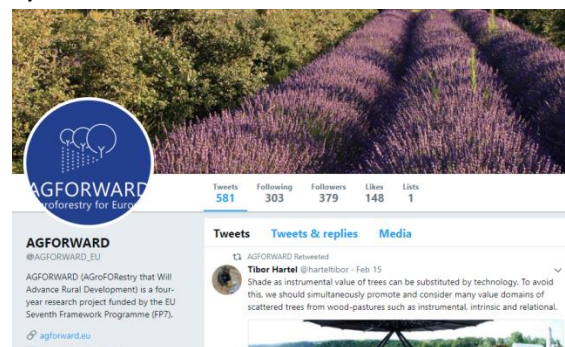 AGFORWARD
Agroforestry for Europe
Tweets Following Followers Likes Lists
581 303 379 148 1
AGFORWARD
@AGFORWARD_EU
AGFORWARD (AGroFORestry that Will
Advance Rural Development) is a four-
year research project funded by the EU
Seventh Framework Programme (FP7).
agforward.eu
Tweets Tweets & replies Media
AGFORWARD Retweeted
Tibor Hartel @harteltibor - Feb 15
Shade as instrumental value of trees can be substituted by technology. To avoid
this, we should simultaneously promote and consider many value domains of
scattered trees from wood-pastures such as instrumental, intrinsic and relational.